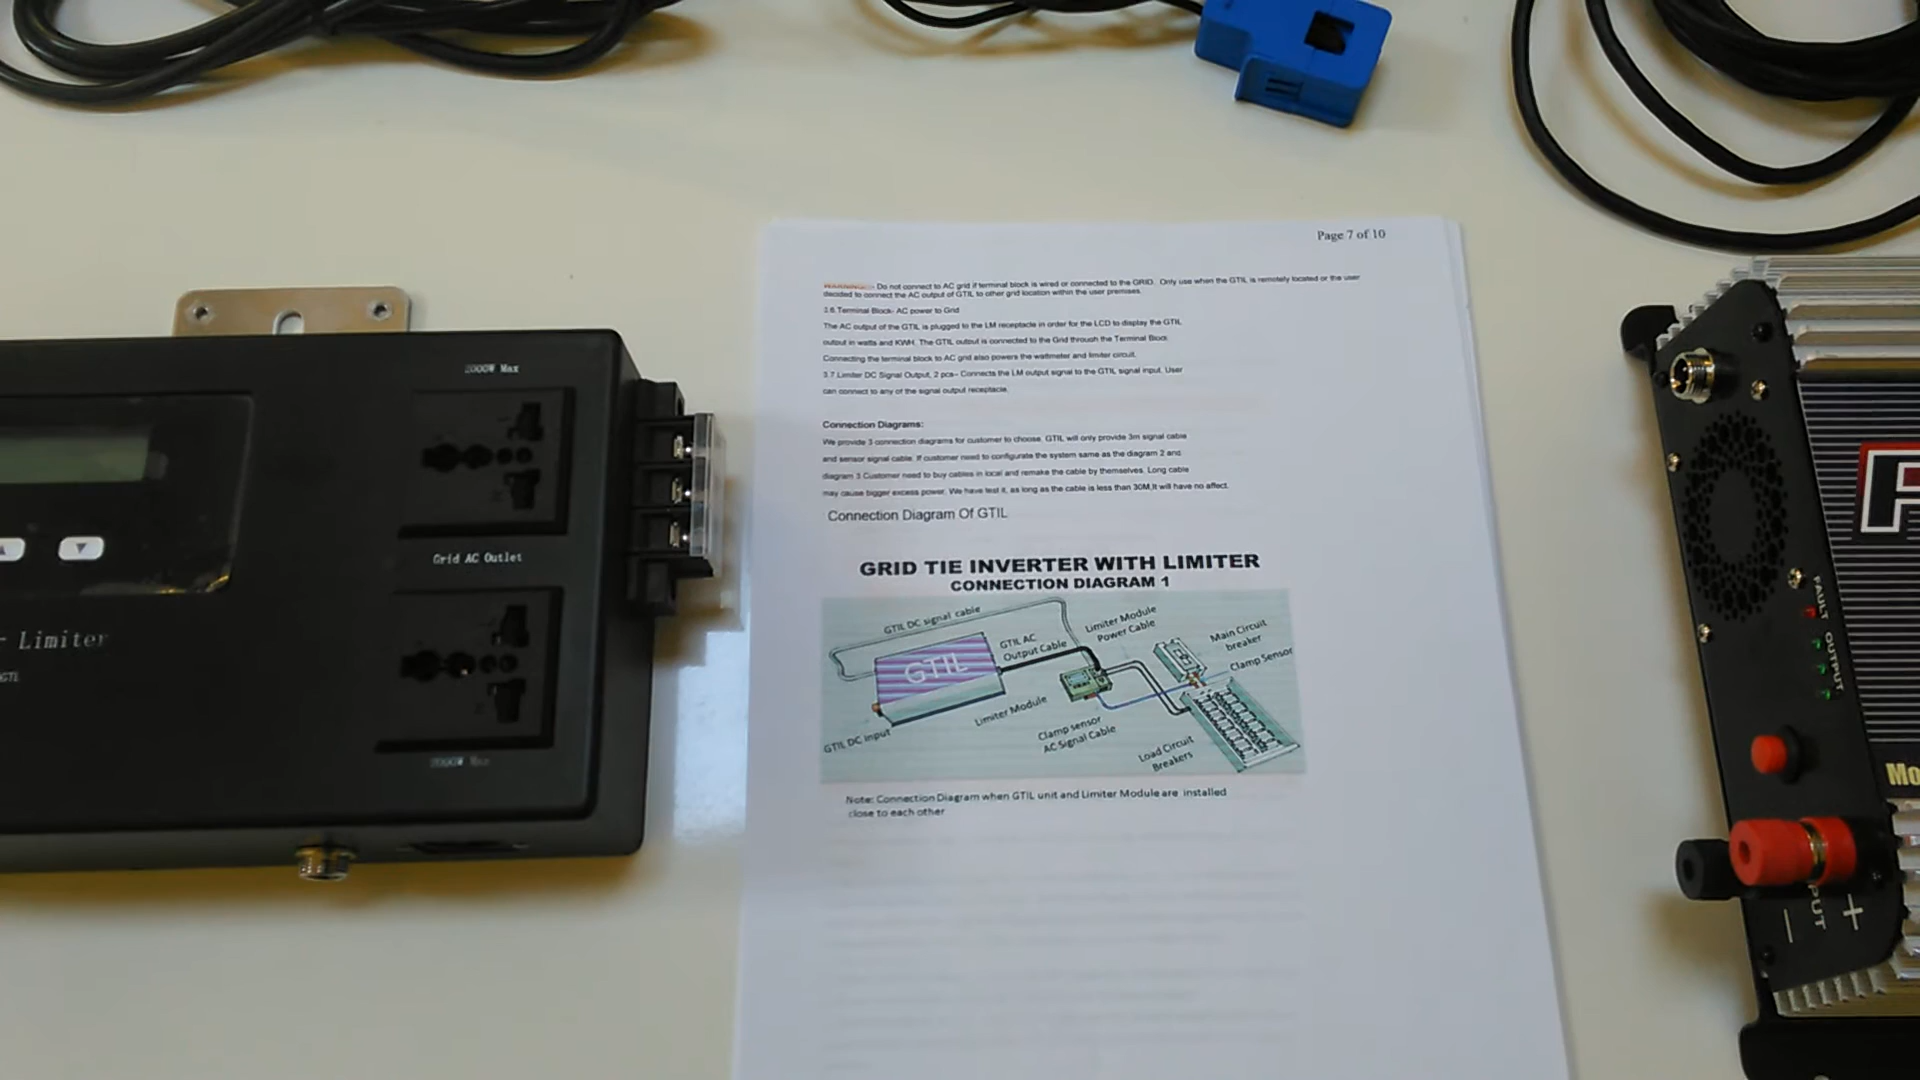 Page 7 of 10
WARNING:- Do not connect to AC grid if terminal block is wired or connected to the GRID. Only use when the GTIL is remotely located or the user
decided to connect the AC output of GTIL to other grid location within the user premises.
3.6.Terminal Block- AC power to Grid
The AC output of the GTIL is plugged to the LM receptacle in order for the LCD to display the GTIL
output in watts and KWH. The GTIL output is connected to the Grid through the Terminal Block.
Connecting the terminal block to AC grid also powers the wattmeter and limiter circuit.
3.7.Limiter DC Signal Output, 2 pcs- Connects the LM output signal to the GTIL signal input. User
can connect to any of the signal output receptacle.
Connection Diagrams:
We provide 3 connection diagrams for customer to choose. GTIL will only provide 3m signal cable
and sensor signal cable. If customer need to configurate the system same as the diagram 2 and
diagram 3.Customer need to buy cables in local and remake the cable by themselves. Long cable
may cause bigger excess power. We have test it, as long as the cable is less than 30M,It will have no affect.
Connection Diagram Of GTIL
GRID TIE INVERTER WITH LIMITER
CONNECTION DIAGRAM 1
GTIL DC signal cable
GTIL
GTIL AC
Output Cable
Limiter Module
Power Cable
Main Circuit
breaker
Clamp Sensor
GTIL DC Input
Limiter Module
Clamp sensor
AC Signal Cable
Load Circuit
Breakers
Note: Connection Diagram when GTIL unit and Limiter Module are installed
close to each other
2000W Max
Grid AC Outlet
- Limiter
GTL
2000W Max
FAULT OUTPUT
PUT
- +
Mo